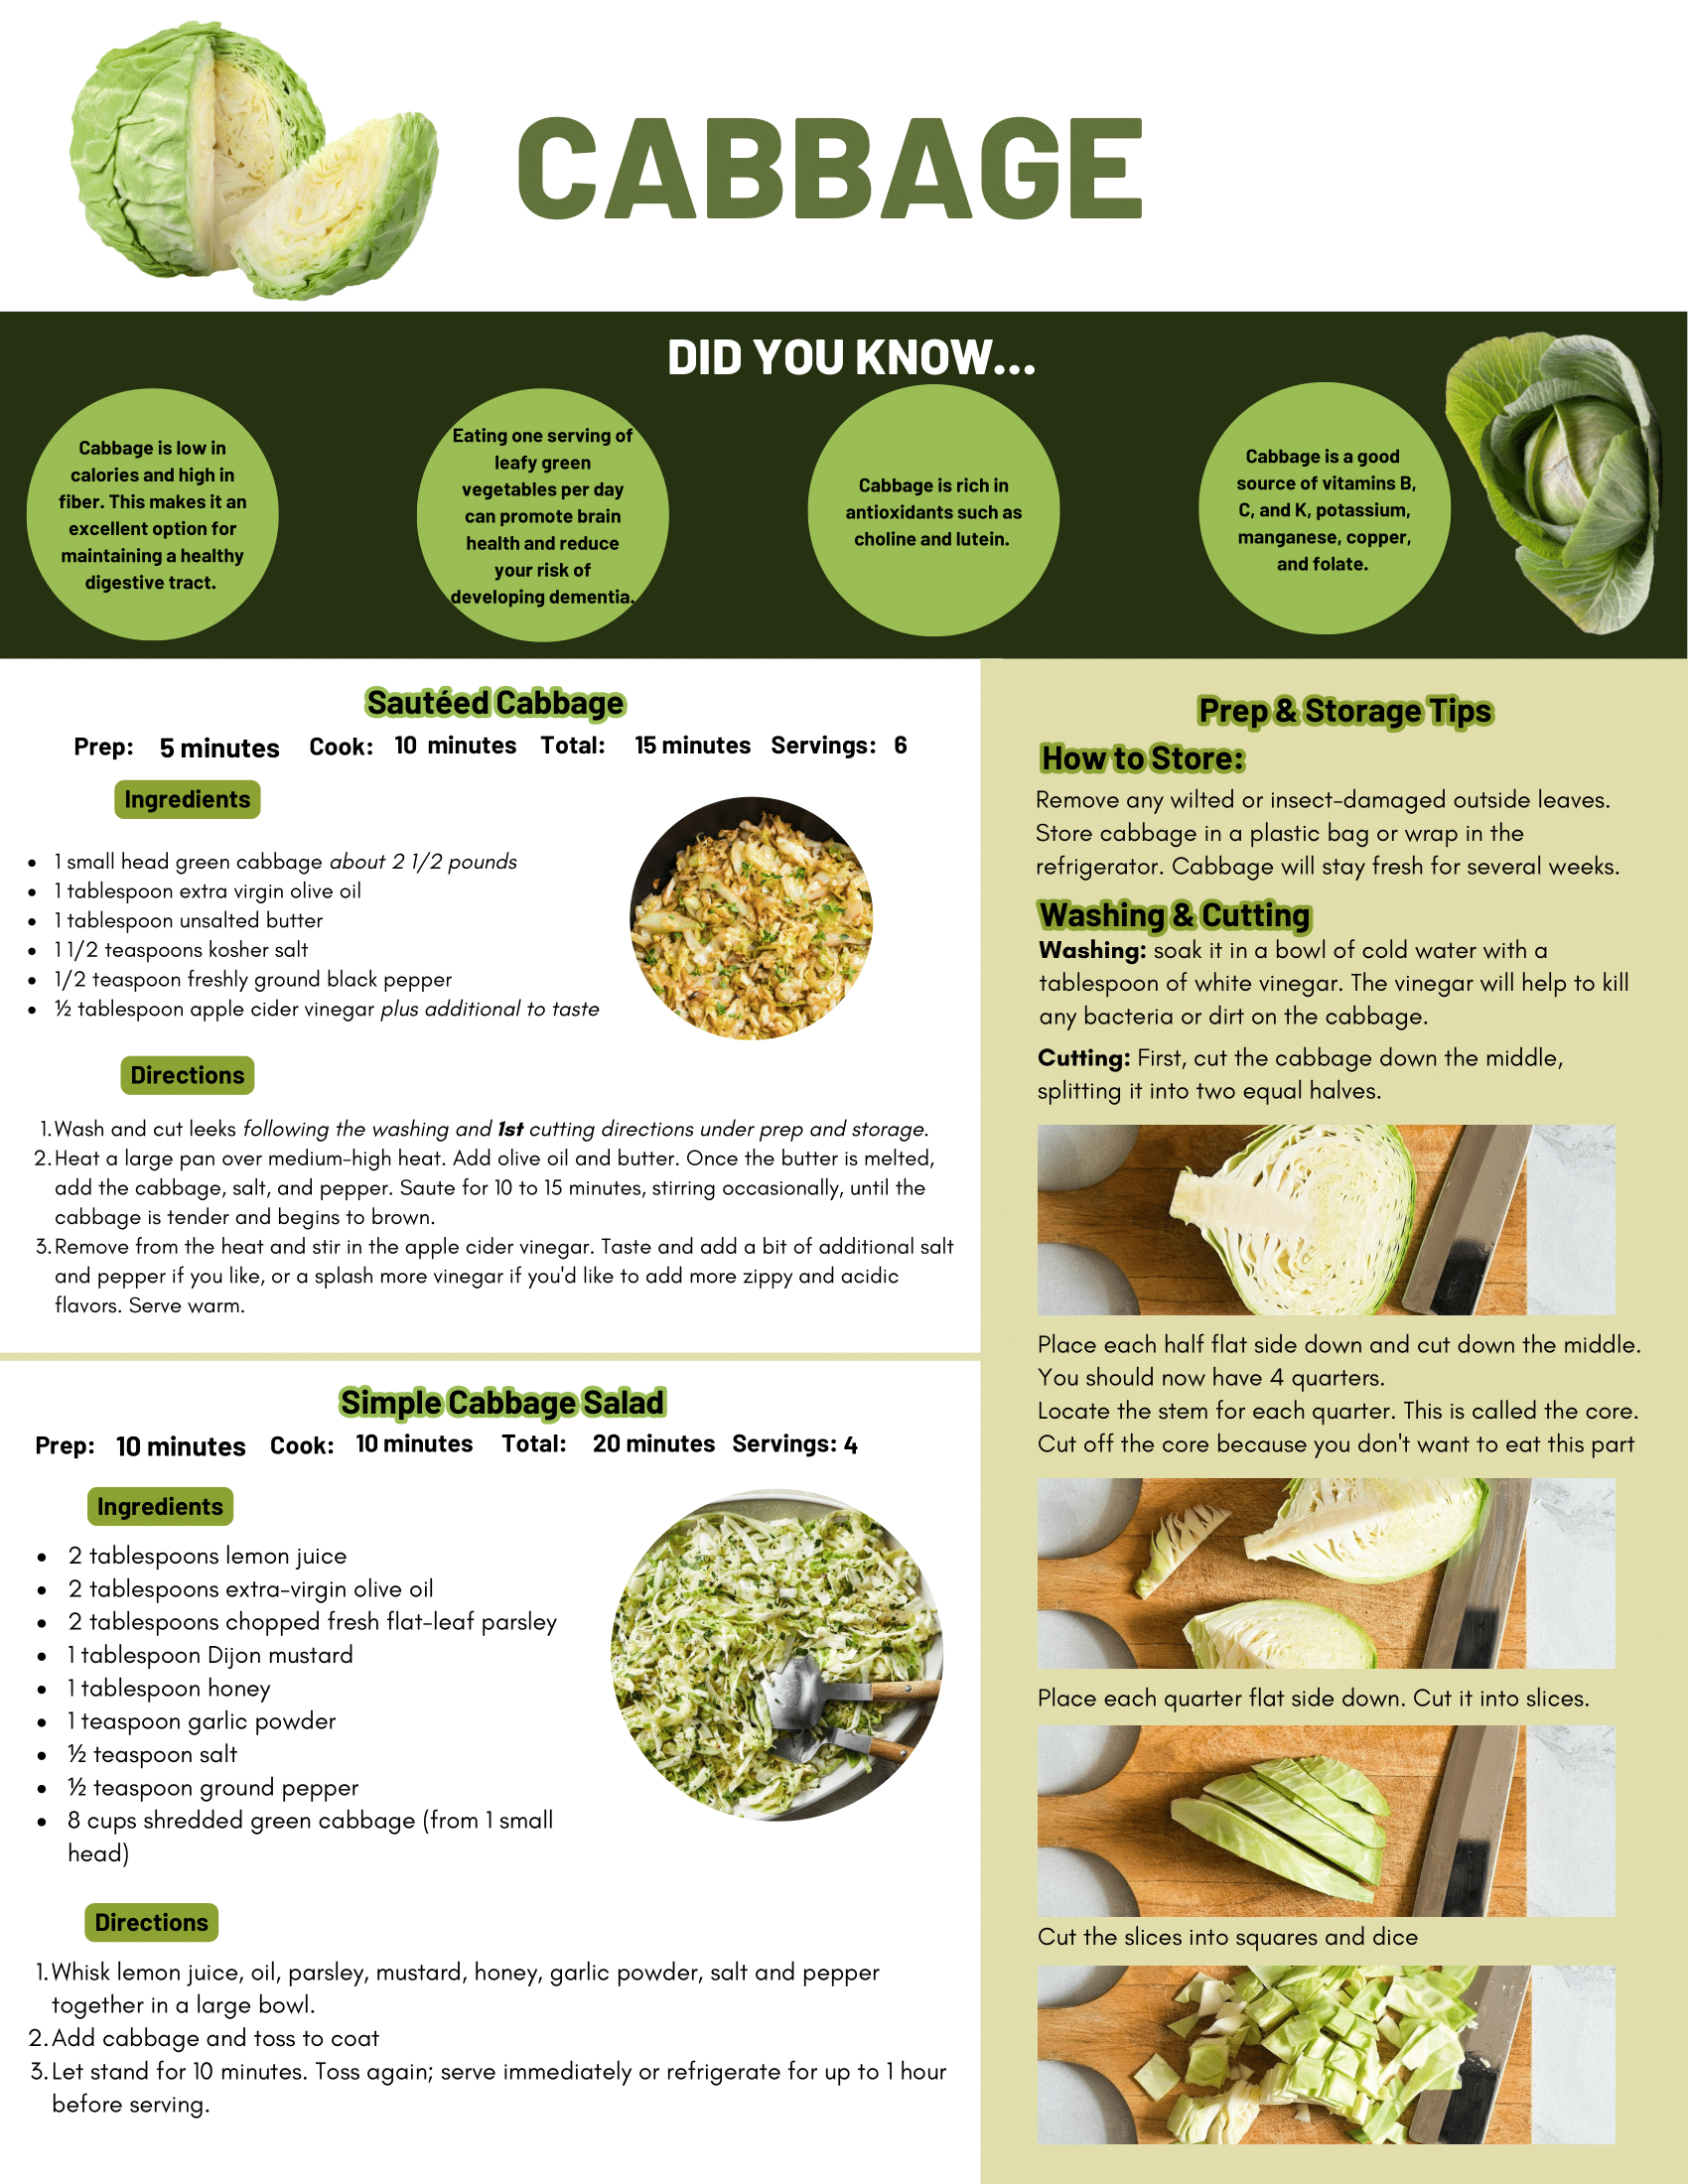 CABBAGE
DID YOU KNOW...
Cabbage is low in
calories and high in
fiber. This makes it an
excellent option for
maintaining a healthy
digestive tract.
Eating one serving of
leafy green
vegetables per day
can promote brain
health and reduce
your risk of
developing dementia.
Cabbage is rich in
antioxidants such as
choline and lutein.
Cabbage is a good
source of vitamins B,
C, and K, potassium,
manganese, copper,
and folate.
Sautéed Cabbage
Prep: 5 minutes Cook: 10 minutes Total: 15 minutes Servings: 6
Ingredients
• 1 small head green cabbage about 2 1/2 pounds
• 1 tablespoon extra virgin olive oil
• 1 tablespoon unsalted butter
• 1 1/2 teaspoons kosher salt
• 1/2 teaspoon freshly ground black pepper
• ½ tablespoon apple cider vinegar plus additional to taste
Directions
1. Wash and cut leeks following the washing and 1st cutting directions under prep and storage.
2. Heat a large pan over medium-high heat. Add olive oil and butter. Once the butter is melted,
add the cabbage, salt, and pepper. Saute for 10 to 15 minutes, stirring occasionally, until the
cabbage is tender and begins to brown.
3. Remove from the heat and stir in the apple cider vinegar. Taste and add a bit of additional salt
and pepper if you like, or a splash more vinegar if you'd like to add more zippy and acidic
flavors. Serve warm.
Simple Cabbage Salad
Prep: 10 minutes Cook: 10 minutes Total: 20 minutes Servings: 4
Ingredients
• 2 tablespoons lemon juice
• 2 tablespoons extra-virgin olive oil
• 2 tablespoons chopped fresh flat-leaf parsley
• 1 tablespoon Dijon mustard
• 1 tablespoon honey
• 1 teaspoon garlic powder
• ½ teaspoon salt
• ½ teaspoon ground pepper
• 8 cups shredded green cabbage (from 1 small
head)
Directions
1. Whisk lemon juice, oil, parsley, mustard, honey, garlic powder, salt and pepper
together in a large bowl.
2. Add cabbage and toss to coat
3. Let stand for 10 minutes. Toss again; serve immediately or refrigerate for up to 1 hour
before serving.
Prep & Storage Tips
How to Store:
Remove any wilted or insect-damaged outside leaves.
Store cabbage in a plastic bag or wrap in the
refrigerator. Cabbage will stay fresh for several weeks.
Washing & Cutting
Washing: soak it in a bowl of cold water with a
tablespoon of white vinegar. The vinegar will help to kill
any bacteria or dirt on the cabbage.
Cutting: First, cut the cabbage down the middle,
splitting it into two equal halves.
Place each half flat side down and cut down the middle.
You should now have 4 quarters.
Locate the stem for each quarter. This is called the core.
Cut off the core because you don't want to eat this part
Place each quarter flat side down. Cut it into slices.
Cut the slices into squares and dice